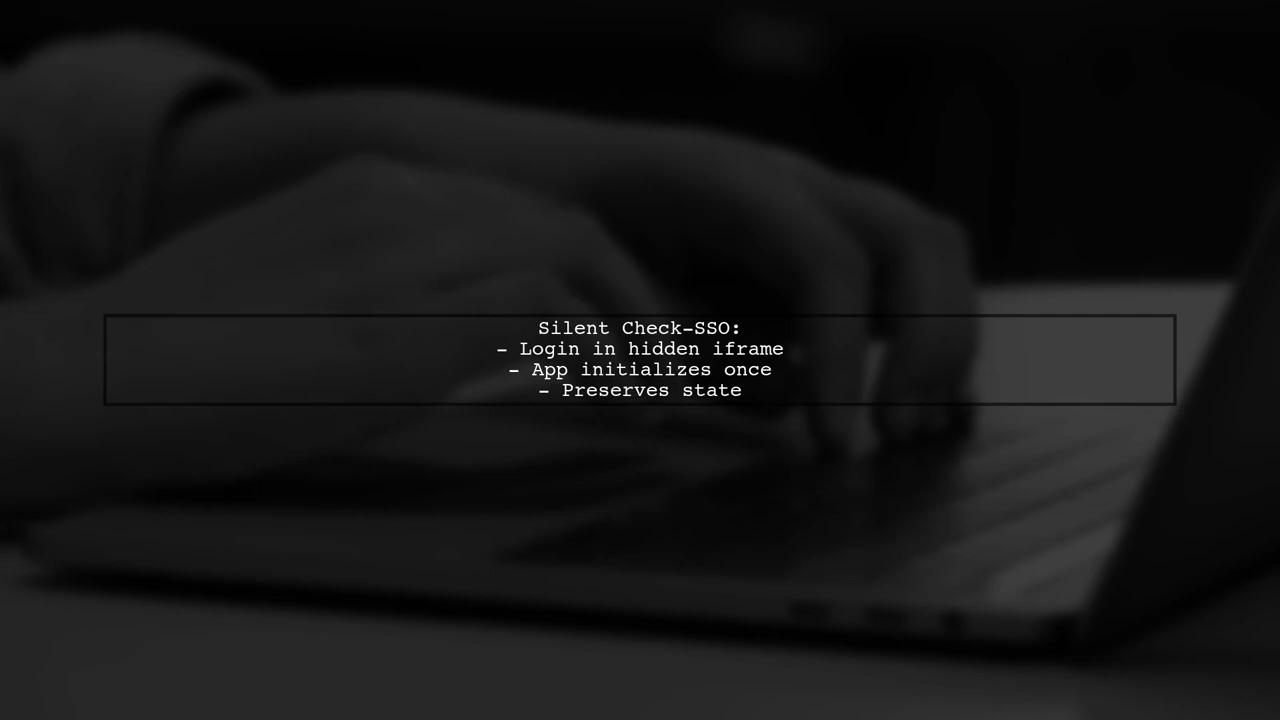 Silent Check-SSO:
- Login in hidden iframe
- App initializes once
- Preserves state